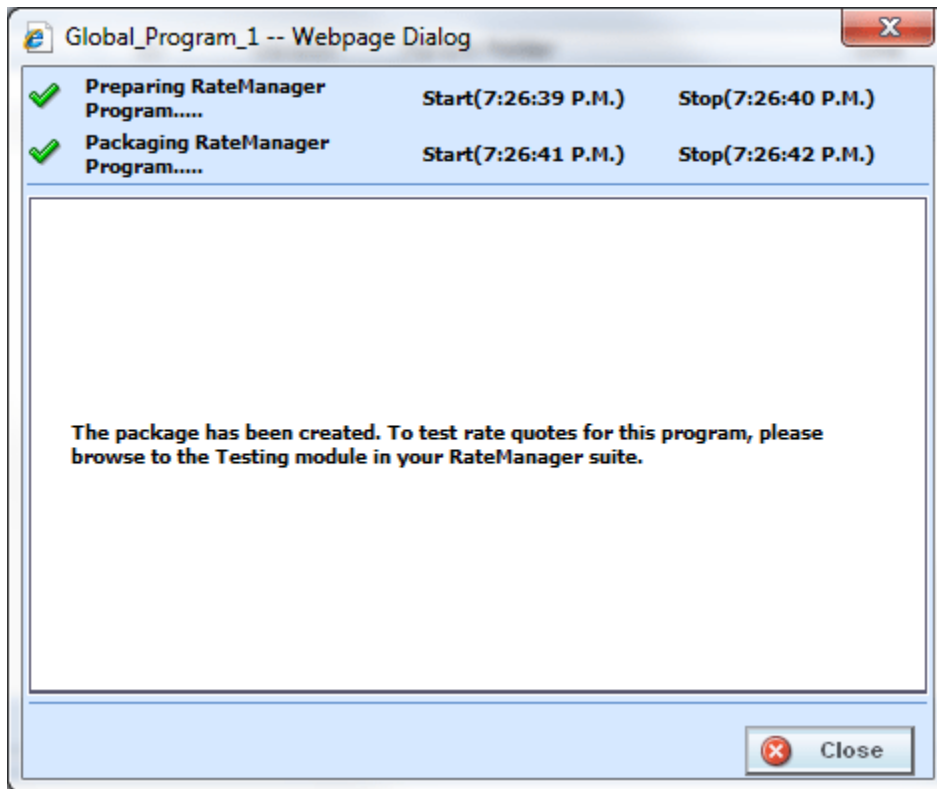 Global_Program_1 -- Webpage Dialog
Preparing RateManager
Program..... Start(7:26:39 P.M.) Stop(7:26:40 P.M.)
Packaging RateManager
Program..... Start(7:26:41 P.M.) Stop(7:26:42 P.M.)
The package has been created. To test rate quotes for this program, please
browse to the Testing module in your RateManager suite.
Close